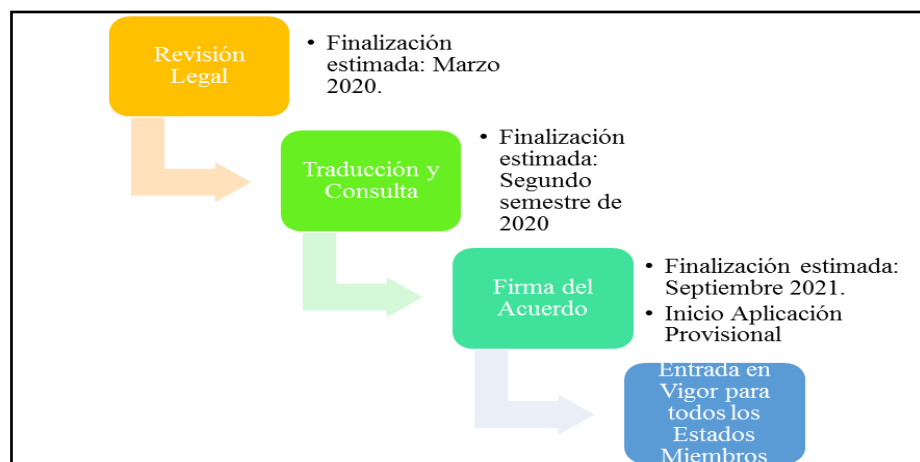 Revisión
Legal
• Finalización
estimada: Marzo
2020.
Traducción y
Consulta
• Finalización
estimada:
Segundo
semestre de
2020
Firma del
Acuerdo
• Finalización estimada:
Septiembre 2021.
• Inicio Aplicación
Provisional
Entrada en
Vigor para
todos los
Estados
Miembros